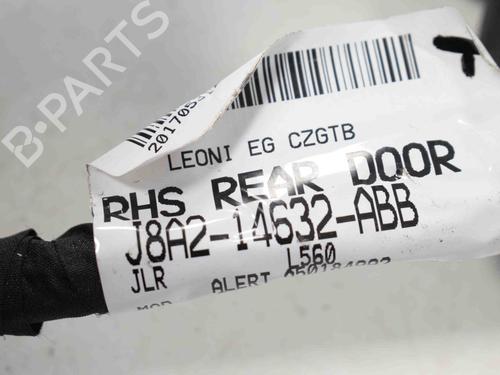 B-PARTS
LEONI EG CZGTB
RHS REAR DOOR
J8A2-14632-ABB
JLR L560
ALERT